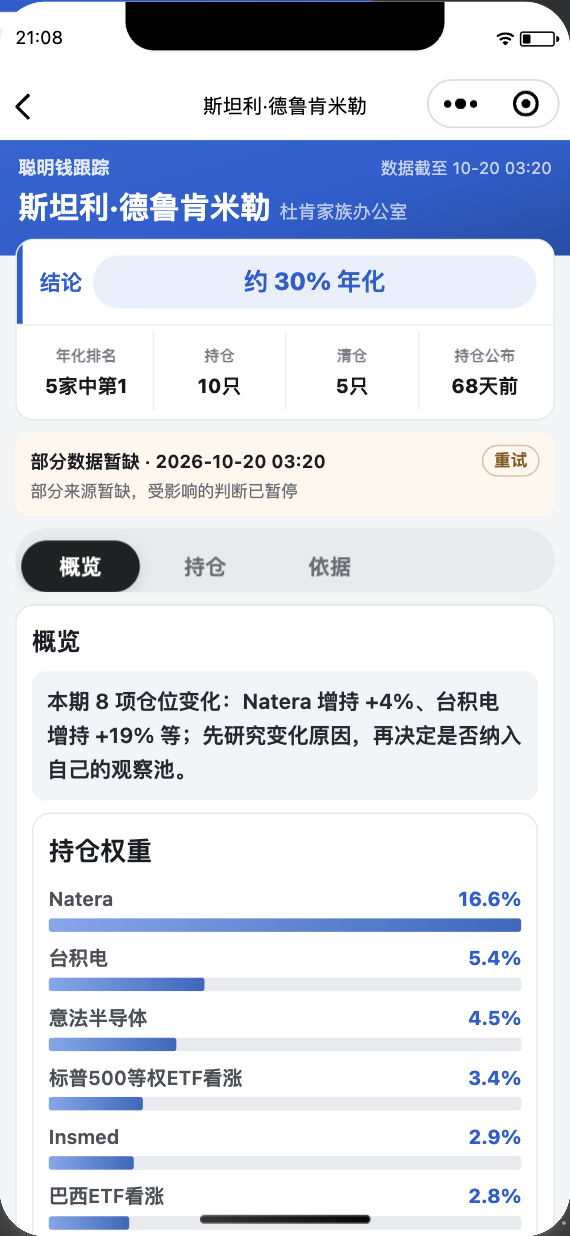 21:08
斯坦利·德鲁肯米勒
聪明钱跟踪
数据截至 10-20 03:20
斯坦利·德鲁肯米勒 杜肯家族办公室
结论
约 30% 年化
年化排名 持仓 清仓 持仓公布
5家中第1 10只 5只 68天前
部分数据暂缺 · 2026-10-20 03:20
重试
部分来源暂缺，受影响的判断已暂停
概览 持仓 依据
概览
本期 8 项仓位变化：Natera 增持 +4%、台积电
增持 +19% 等；先研究变化原因，再决定是否纳入
自己的观察池。
持仓权重
Natera 16.6%
台积电 5.4%
意法半导体 4.5%
标普500等权ETF看涨 3.4%
Insmed 2.9%
巴西ETF看涨 2.8%